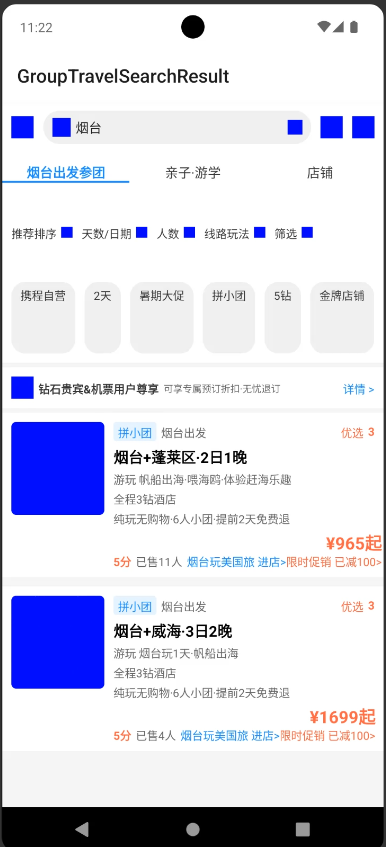 11:22
GroupTravelSearchResult
烟台
烟台出发参团 亲子·游学 店铺
推荐排序 天数/日期 人数 线路玩法 筛选
携程自营 2天 暑期大促 拼小团 5钻 金牌店铺
钻石贵宾&机票用户尊享 可享专属预订折扣·无忧退订 详情 >
拼小团 烟台出发 优选 3
烟台+蓬莱区·2日1晚
游玩 帆船出海·喂海鸥·体验赶海乐趣
全程3钻酒店
纯玩无购物·6人小团·提前2天免费退
¥965起
5分 已售11人 烟台玩美国旅 进店>限时促销 已减100>
拼小团 烟台出发 优选 3
烟台+威海·3日2晚
游玩 烟台玩1天·帆船出海
全程3钻酒店
纯玩无购物·6人小团·提前2天免费退
¥1699起
5分 已售4人 烟台玩美国旅 进店>限时促销 已减100>